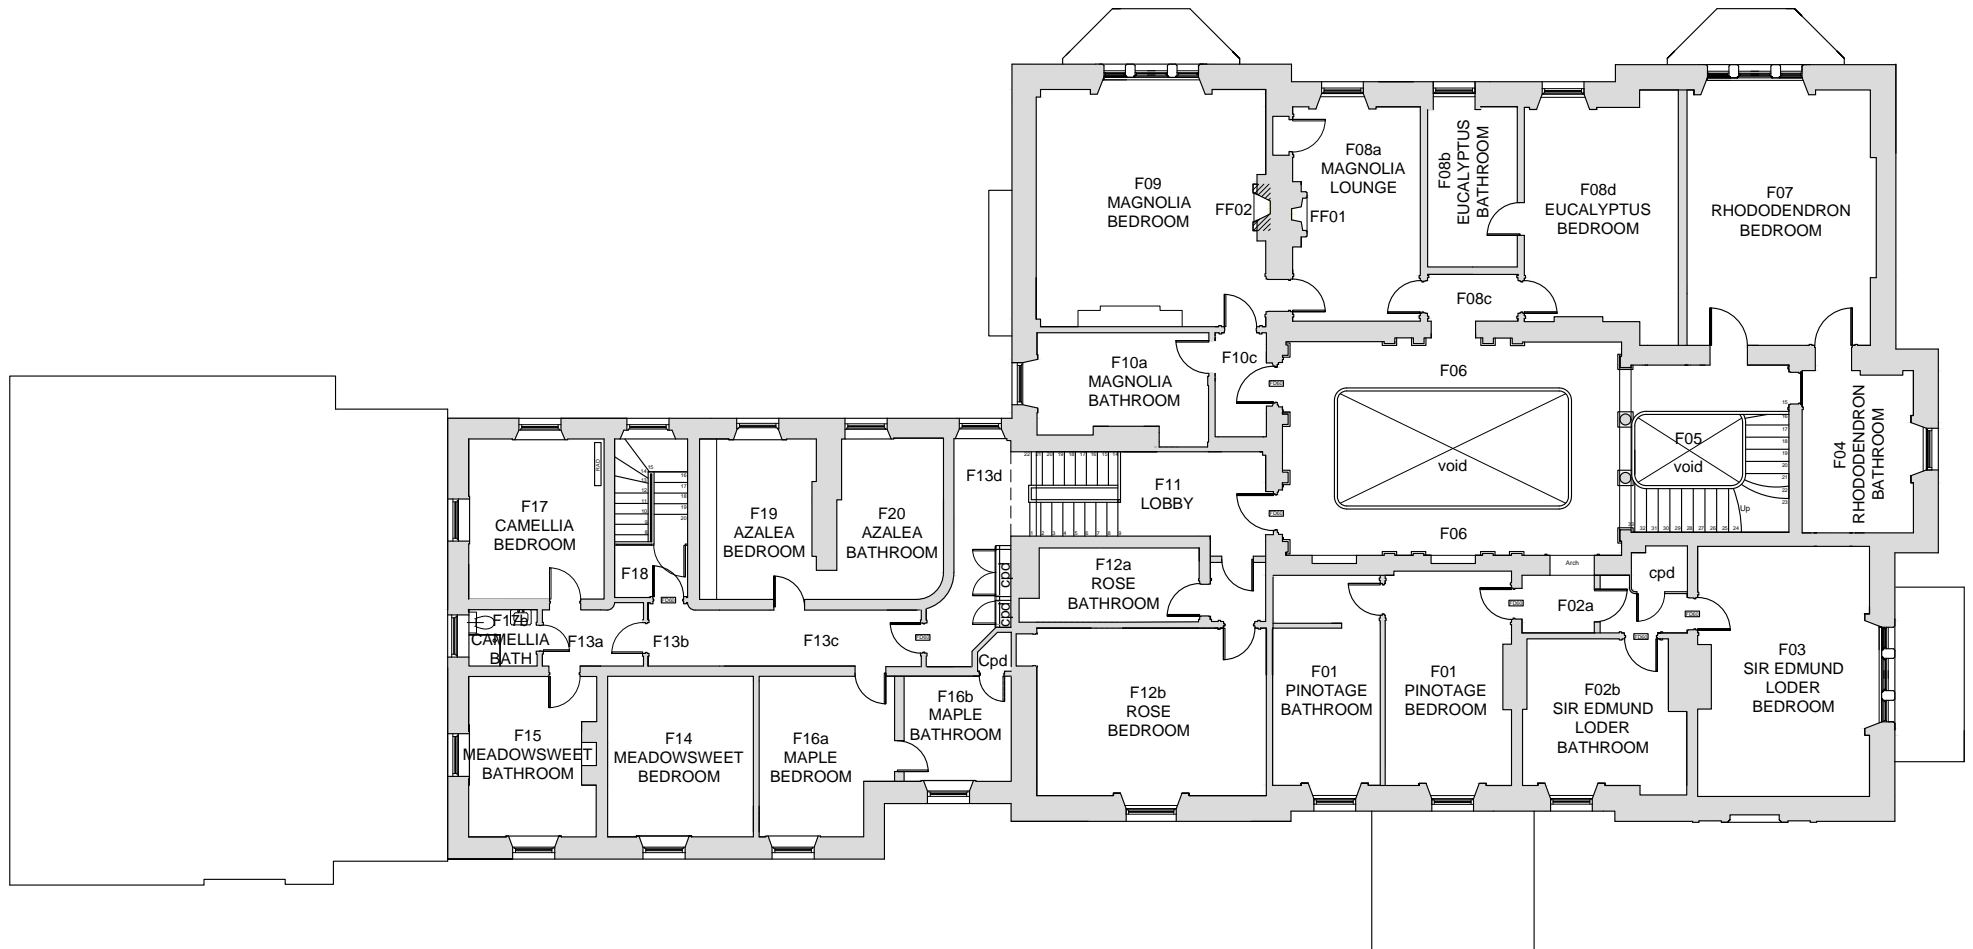 F09
MAGNOLIA
BEDROOM
FF02
FF01
F08a
MAGNOLIA
LOUNGE
F08b
EUCALYPTUS
BATHROOM
F08d
EUCALYPTUS
BEDROOM
F07
RHODODENDRON
BEDROOM
F08c
F10a
MAGNOLIA
BATHROOM
F10c
F06
void
F06
F05
void
Up
F04
RHODODENDRON
BATHROOM
F17
CAMELLIA
BEDROOM
RAD
F18
F19
AZALEA
BEDROOM
F20
AZALEA
BATHROOM
F13d
F11
LOBBY
cpd
cpd
F12a
ROSE
BATHROOM
Arch
cpd
F02a
F17b
CAMELLIA
BATH
F13a
F13b
F13c
Cpd
F15
MEADOWSWEET
BATHROOM
F14
MEADOWSWEET
BEDROOM
F16a
MAPLE
BEDROOM
F16b
MAPLE
BATHROOM
F12b
ROSE
BEDROOM
F01
PINOTAGE
BATHROOM
F01
PINOTAGE
BEDROOM
F02b
SIR EDMUND
LODER
BATHROOM
F03
SIR EDMUND
LODER
BEDROOM